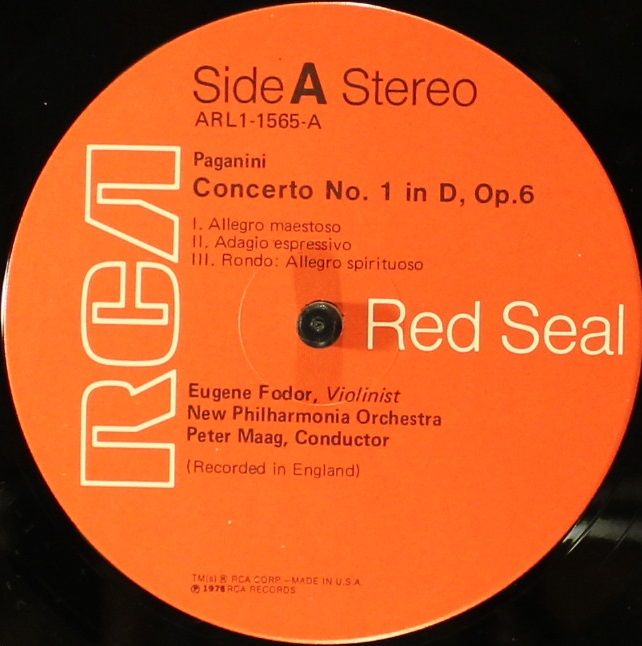 Side A Stereo
ARL1-1565-A
Paganini
Concerto No. 1 in D, Op.6
I. Allegro maestoso
II. Adagio espressivo
III. Rondo: Allegro spirituoso
RCA
Red Seal
Eugene Fodor, Violinist
New Philharmonia Orchestra
Peter Maag, Conductor
(Recorded in England)
TM(s) ® RCA CORP.–MADE IN U.S.A.
℗ 1976 RCA RECORDS